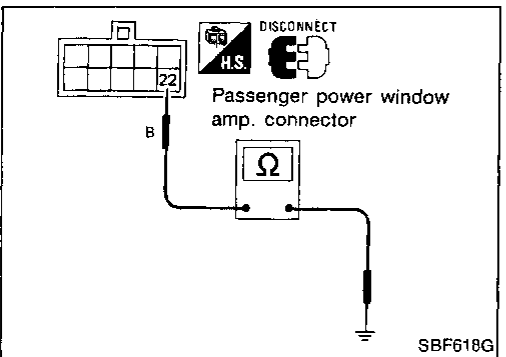 DISCONNECT
H.S.
22
Passenger power window
amp. connector
B
Ω
SBF618G